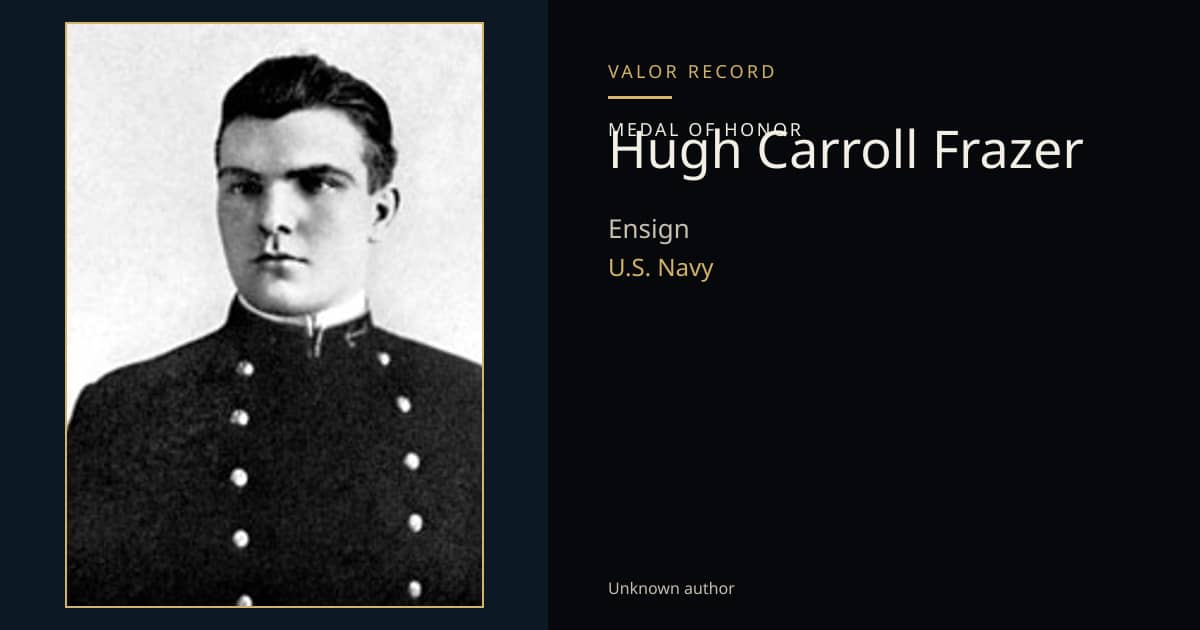 VALOR RECORD
MEDAL OF HONOR
Hugh Carroll Frazer
Ensign
U.S. Navy
Unknown author